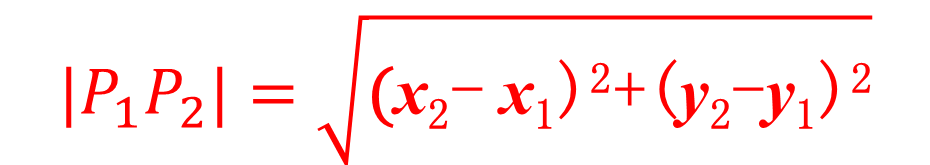 |P₁P₂| = √(x₂− x₁)²+(y₂−y₁)²